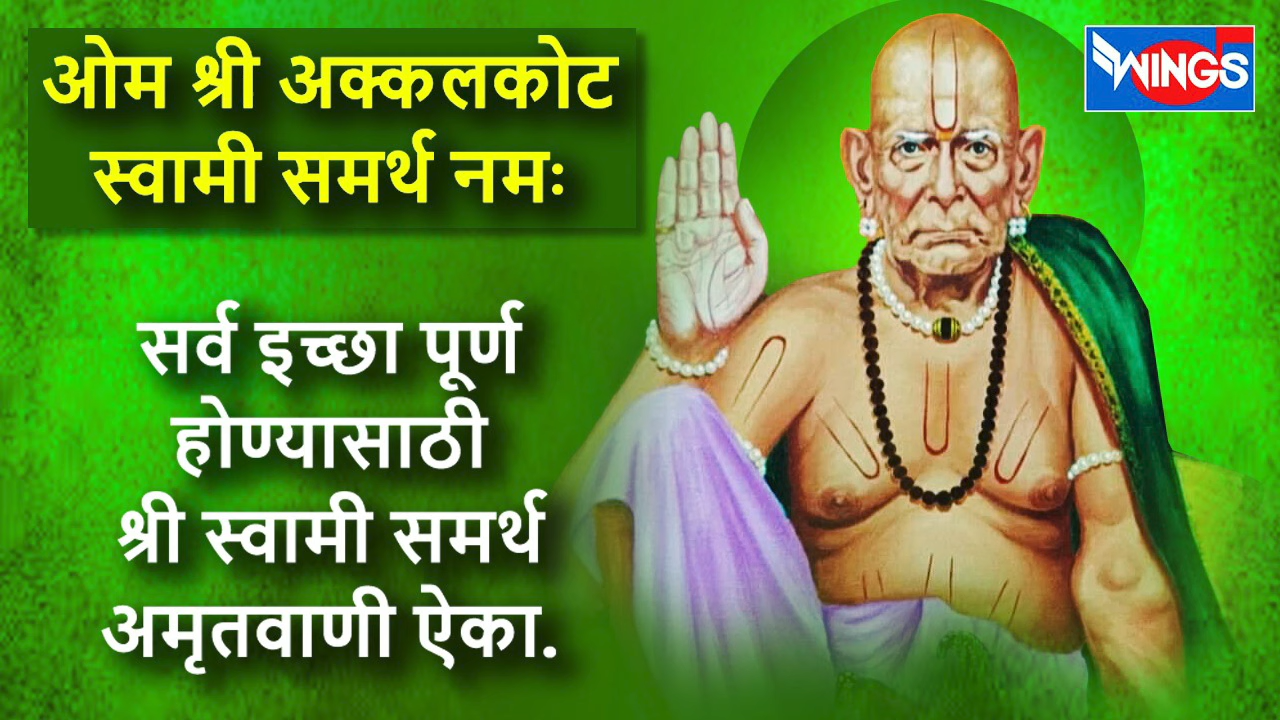 ओम श्री अक्कलकोट
स्वामी समर्थ नमः
WINGS
सर्व इच्छा पूर्ण
होण्यासाठी
श्री स्वामी समर्थ
अमृतवाणी ऐका.